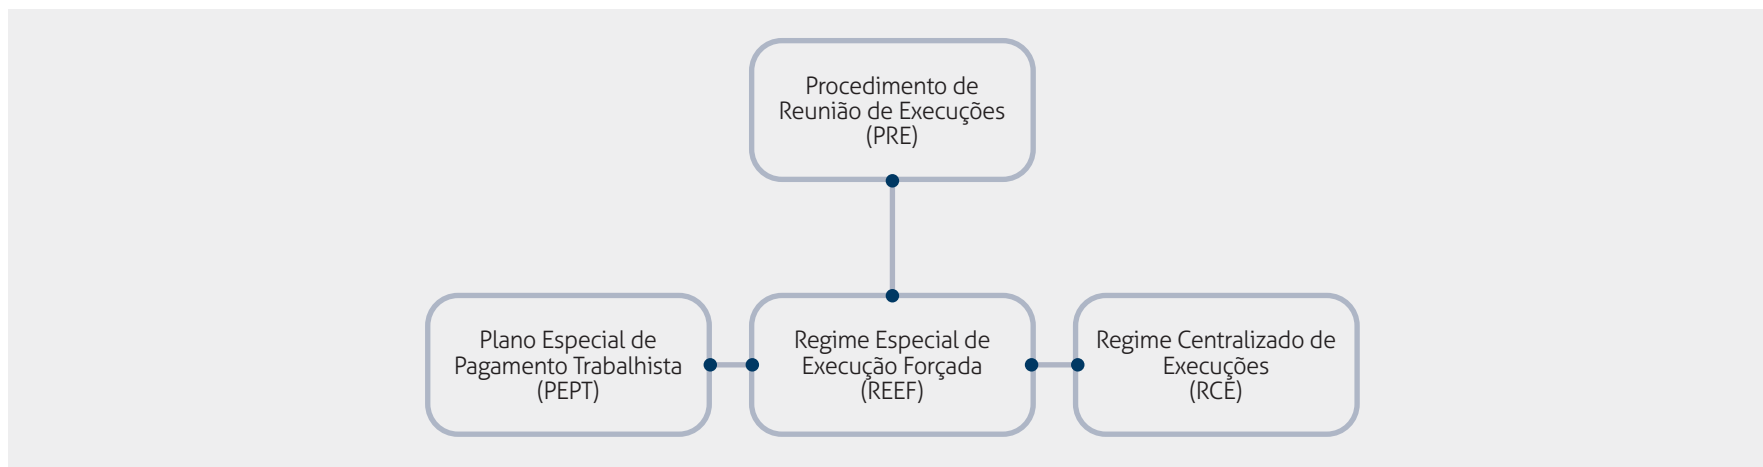 Procedimento de
Reunião de Execuções
(PRE)
Plano Especial de
Pagamento Trabalhista
(PEPT)
Regime Especial de
Execução Forçada
(REEF)
Regime Centralizado de
Execuções
(RCE)